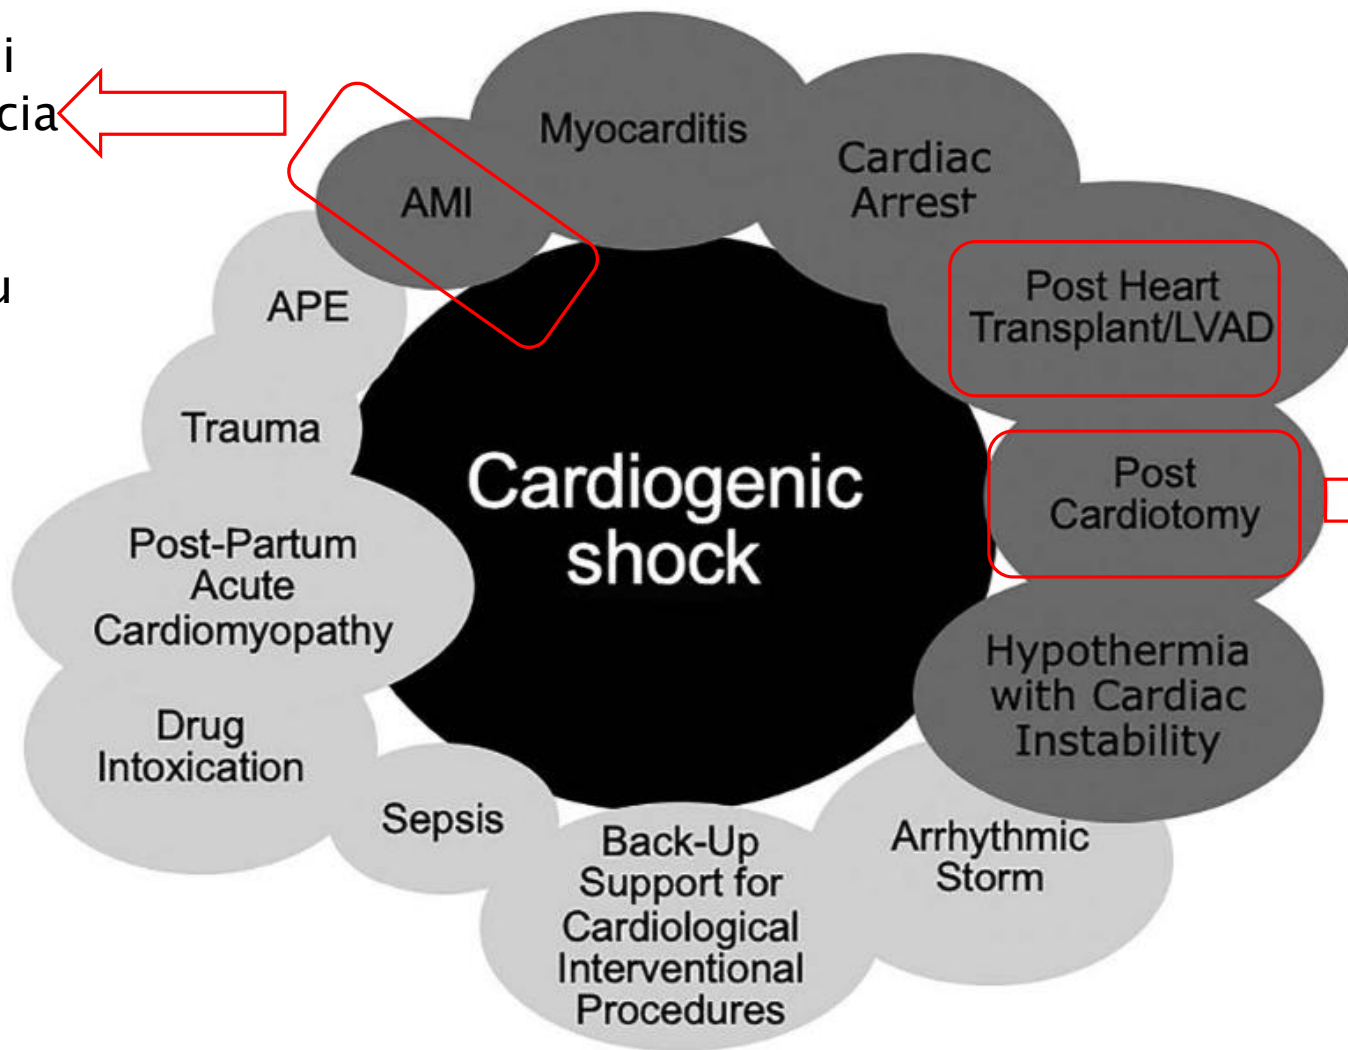 i
cia
u
Myocarditis
Cardiac
Arrest
AMI
Post Heart
Transplant/LVAD
APE
Trauma
Post
Cardiotomy
Cardiogenic
shock
Post-Partum
Acute
Cardiomyopathy
Hypothermia
with Cardiac
Instability
Drug
Intoxication
Sepsis
Back-Up
Support for
Cardiological
Interventional
Procedures
Arrhythmic
Storm